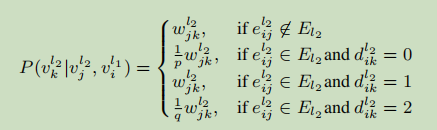 P(v_k^{l_2}|v_j^{l_2}, v_i^{l_1}) = { w_{jk}^{l_2}, if e_{ij}^{l_2} ∉ E_{l_2}
\frac{1}{p} w_{jk}^{l_2}, if e_{ij}^{l_2} ∈ E_{l_2} and d_{ik}^{l_2} = 0
w_{jk}^{l_2}, if e_{ij}^{l_2} ∈ E_{l_2} and d_{ik}^{l_2} = 1
\frac{1}{q} w_{jk}^{l_2}, if e_{ij}^{l_2} ∈ E_{l_2} and d_{ik}^{l_2} = 2